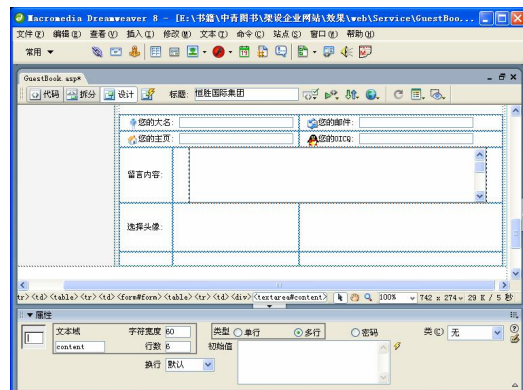 Macromedia Dreamweaver 8 - [E:\书籍\中青图书\架设企业网站\效果\web\Service\GuestBoo...
文件(F) 编辑(E) 查看(V) 插入(I) 修改(M) 文本(T) 命令(C) 站点(S) 窗口(W) 帮助(H)
常用
GuestBook.asp*
代码 拆分 设计 标题: 恒胜国际集团
您的大名: 您的邮件:
您的主页: 您的OICQ:
留言内容:
选择头像:
tr> <td> <table> <tr> <td> <form#form> <table> <tr> <td> <div> <textarea#content> 100% 742 x 274 29 K / 5 秒
属性
文本域 字符宽度 60 类型 单行 多行 密码 类(C) 无
content 行数 6 初始值
换行 默认